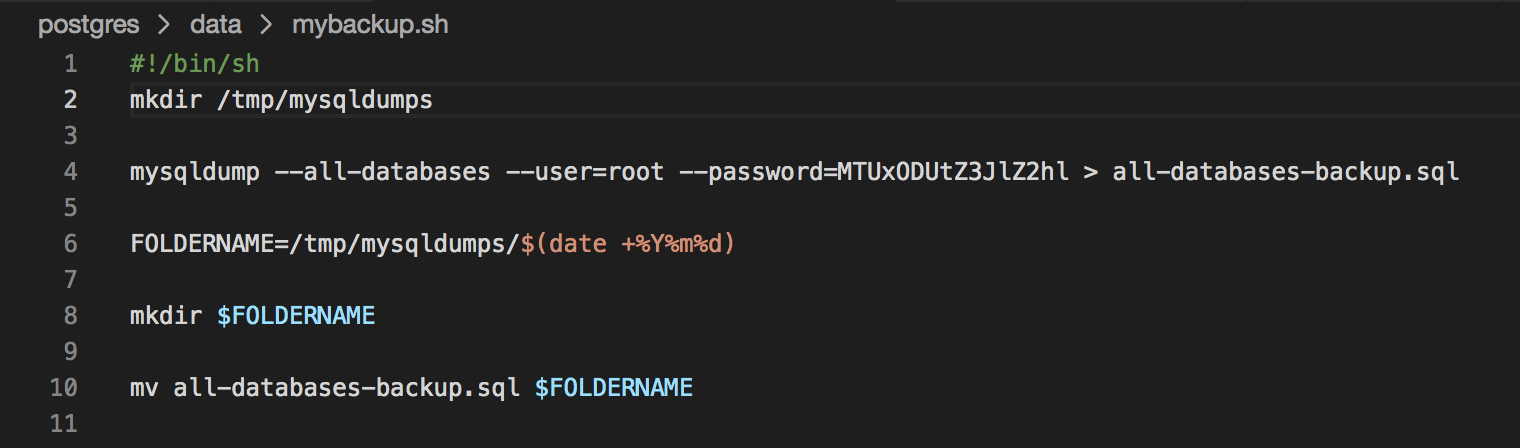 postgres > data > mybackup.sh
1 #!/bin/sh
2 mkdir /tmp/mysqldumps
3
4 mysqldump --all-databases --user=root --password=MTUxODUtZ3JlZ2hl > all-databases-backup.sql
5
6 FOLDERNAME=/tmp/mysqldumps/$(date +%Y%m%d)
7
8 mkdir $FOLDERNAME
9
10 mv all-databases-backup.sql $FOLDERNAME
11